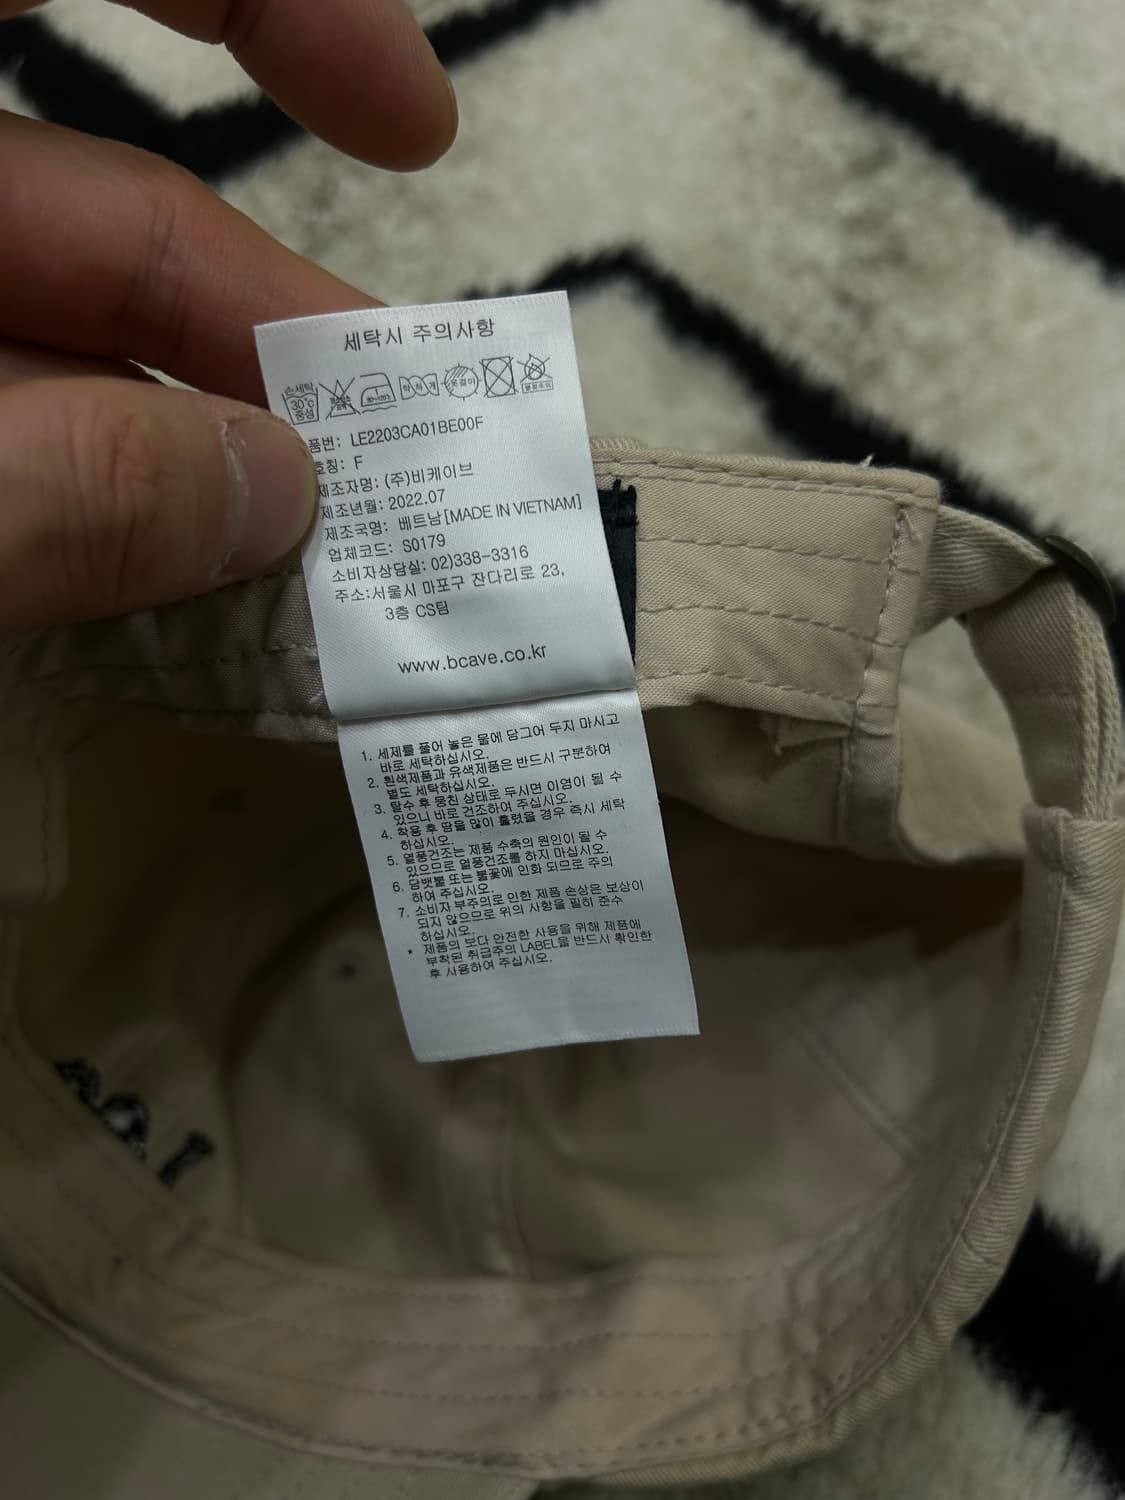 세탁시 주의사항
손세탁
30℃
중성
80~120℃
약하게
옷걸이
품번: LE2203CA01BE00F
호칭: F
제조자명: (주)비케이브
제조년월: 2022.07
제조국명: 베트남[MADE IN VIETNAM]
업체코드: S0179
소비자상담실: 02)338-3316
주소:서울시 마포구 잔다리로 23,
3층 CS팀
www.bcave.co.kr
1. 세제를 풀어 놓은 물에 담그어 두지 마시고
바로 세탁하십시오.
2. 흰색제품과 유색제품은 반드시 구분하여
별도 세탁하십시오.
3. 탈수 후 뭉친 상태로 두시면 이염이 될 수
있으니 바로 건조하여 주십시오.
4. 착용 후 땀을 많이 흘렸을 경우 즉시 세탁
하십시오.
5. 열풍건조는 제품 수축의 원인이 될 수
있으므로 열풍건조를 하지 마십시오.
6. 담뱃불 또는 불꽃에 인화 되므로 주의
하여 주십시오.
7. 소비자 부주의로 인한 제품 손상은 보상이
되지 않으므로 위의 사항을 필히 준수
하십시오.
* 제품의 보다 안전한 사용을 위해 제품에
부착된 취급주의 LABEL을 반드시 확인한
후 사용하여 주십시오.